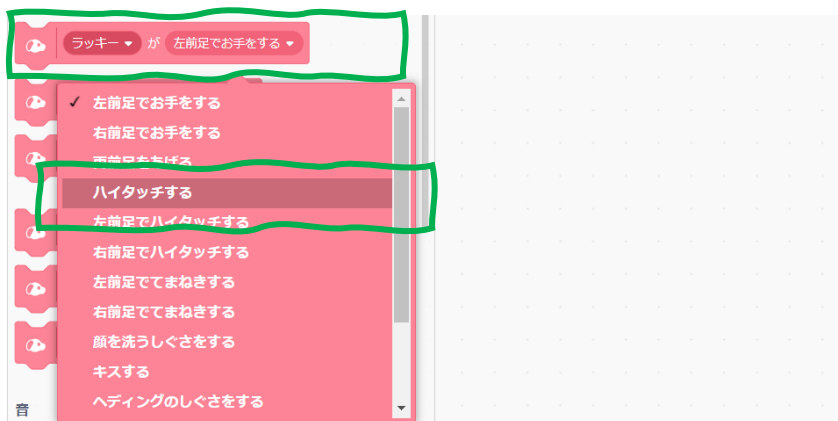 ラッキー が 左前足でお手をする
左前足でお手をする
右前足でお手をする
両前足をあげる
ハイタッチする
左前足でハイタッチする
右前足でハイタッチする
左前足でてまねきする
右前足でてまねきする
顔を洗うしぐさをする
キスする
ヘディングのしぐさをする
音